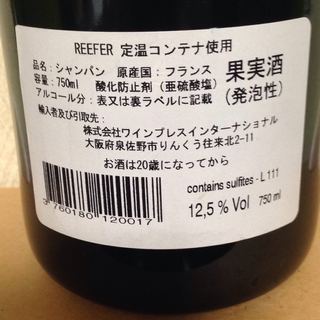 REEFER 定温コンテナ使用
品名：シャンパン 原産国：フランス
容量：750ml 酸化防止剤（亜硫酸塩）
アルコール分：表又は裏ラベルに記載
果実酒
（発泡性）
輸入者及び引取先：
株式会社ワインプレスインターナショナル
大阪府泉佐野市りんくう往来北2-11
お酒は20歳になってから
contains sulfites - L 111
12,5 % Vol 750 ml
3 760180 120017